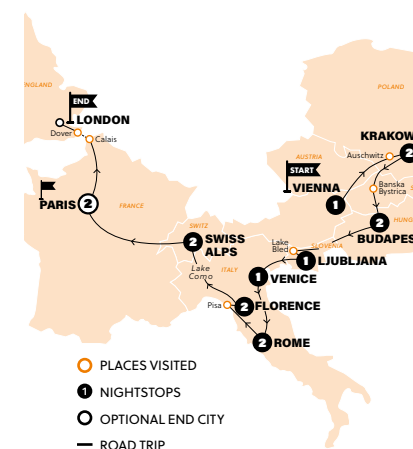 ENGLAND
END
LONDON
Dover
Calais
PARIS
2
FRANCE
SWITZ
2
SWISS
ALPS
Lake
Como
ITALY
Pisa
2
FLORENCE
2
ROME
1
VENICE
1
LJUBLJANA
Lake
Bled
SLOVENIA
AUSTRIA
START
VIENNA
1
POLAND
KRAKOW
2
Auschwitz
Banska
Bystrica
S
2
HUNG
BUDAPES
PLACES VISITED
1 NIGHTSTOPS
OPTIONAL END CITY
ROAD TRIP